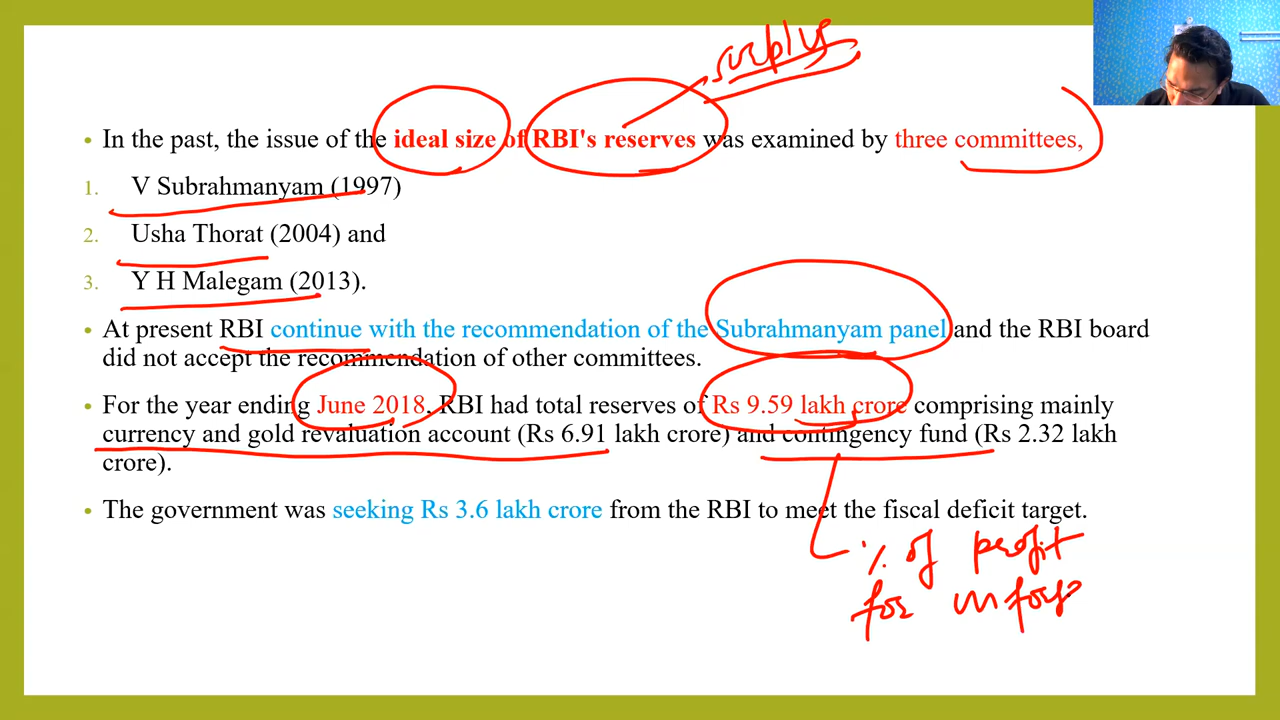 surplus
• In the past, the issue of the ideal size of RBI's reserves was examined by three committees,
1. V Subrahmanyam (1997)
2. Usha Thorat (2004) and
3. Y H Malegam (2013).
• At present RBI continue with the recommendation of the Subrahmanyam panel and the RBI board
did not accept the recommendation of other committees.
• For the year ending June 2018, RBI had total reserves of Rs 9.59 lakh crore comprising mainly
currency and gold revaluation account (Rs 6.91 lakh crore) and contingency fund (Rs 2.32 lakh
crore).
• The government was seeking Rs 3.6 lakh crore from the RBI to meet the fiscal deficit target.
% of profit
for